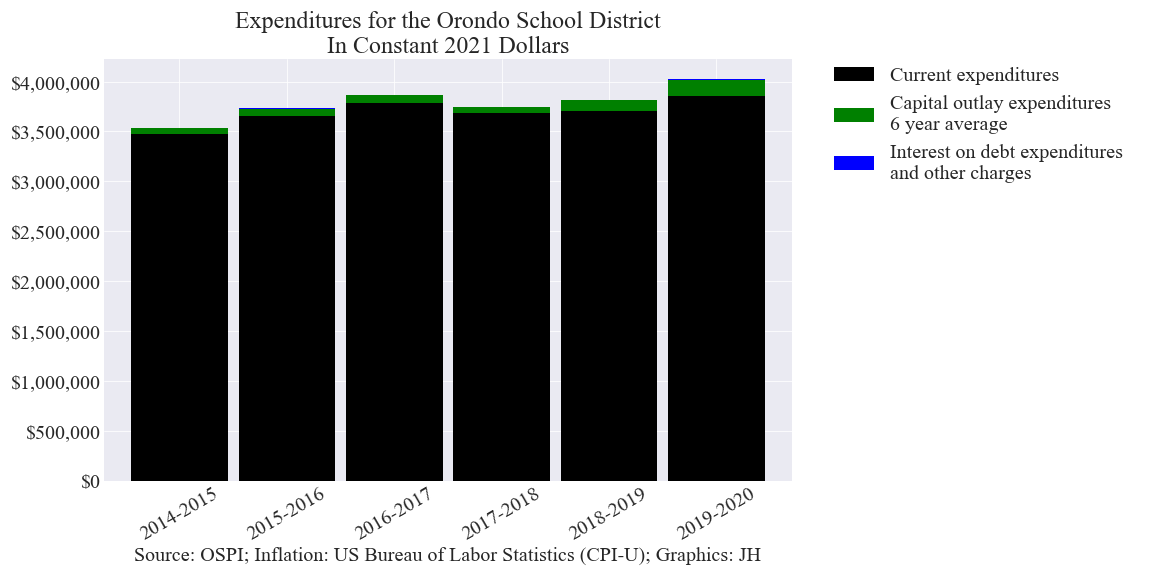 Expenditures for the Orondo School District
In Constant 2021 Dollars
$4,000,000
$3,500,000
$3,000,000
$2,500,000
$2,000,000
$1,500,000
$1,000,000
$500,000
$0
2014-2015
2015-2016
2016-2017
2017-2018
2018-2019
2019-2020
Source: OSPI; Inflation: US Bureau of Labor Statistics (CPI-U); Graphics: JH
Current expenditures
Capital outlay expenditures
6 year average
Interest on debt expenditures
and other charges